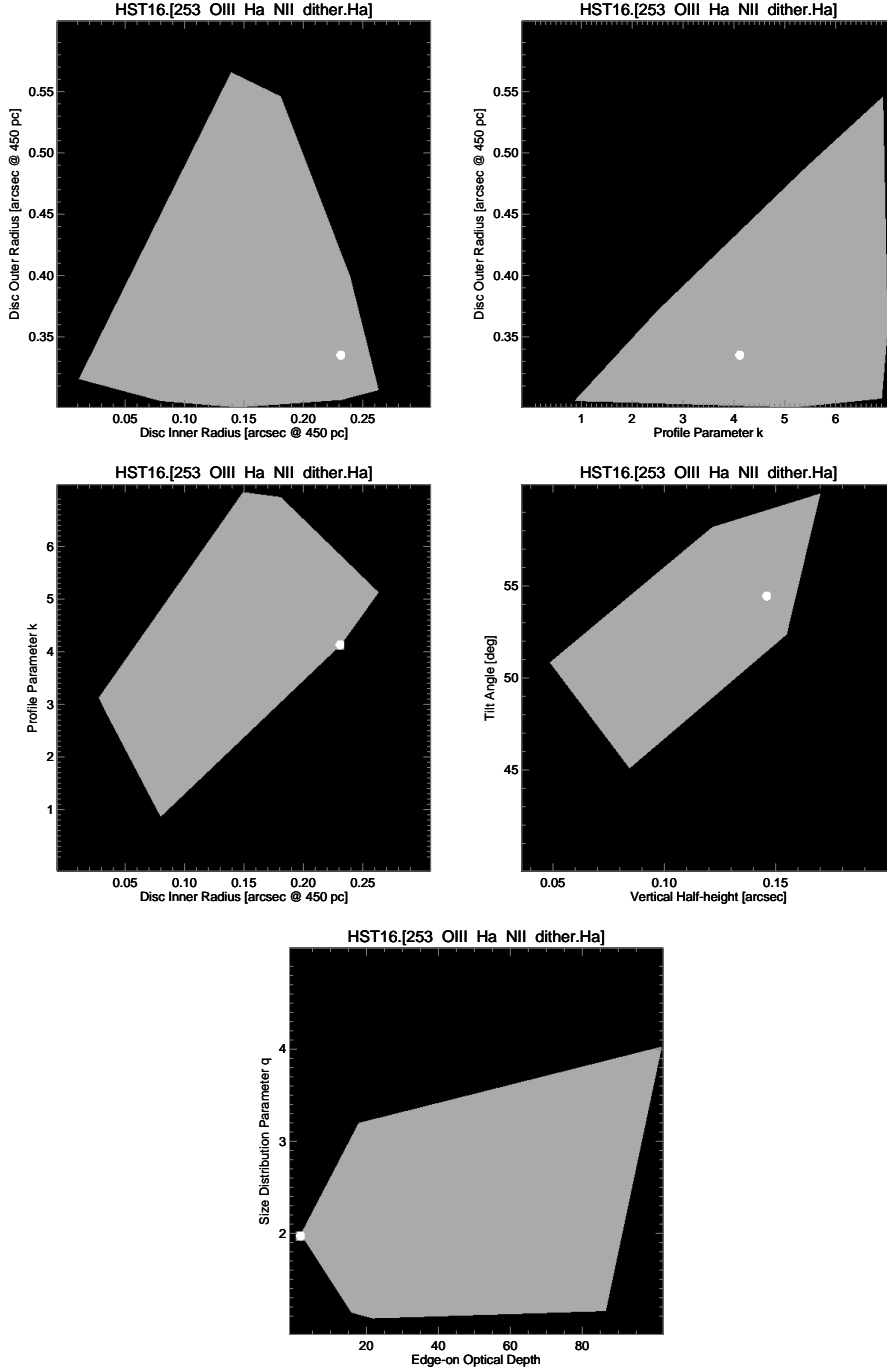 HST16.[253 OIII Ha NII dither.Ha]
Disc Outer Radius [arcsec @ 450 pc]
0.55
0.50
0.45
0.40
0.35
0.05 0.10 0.15 0.20 0.25
Disc Inner Radius [arcsec @ 450 pc]
HST16.[253 OIII Ha NII dither.Ha]
Disc Outer Radius [arcsec @ 450 pc]
0.55
0.50
0.45
0.40
0.35
1 2 3 4 5 6
Profile Parameter k
HST16.[253 OIII Ha NII dither.Ha]
Profile Parameter k
6
5
4
3
2
1
0.05 0.10 0.15 0.20 0.25
Disc Inner Radius [arcsec @ 450 pc]
HST16.[253 OIII Ha NII dither.Ha]
Tilt Angle [deg]
55
50
45
0.05 0.10 0.15
Vertical Half-height [arcsec]
HST16.[253 OIII Ha NII dither.Ha]
Size Distribution Parameter q
4
3
2
20 40 60 80
Edge-on Optical Depth